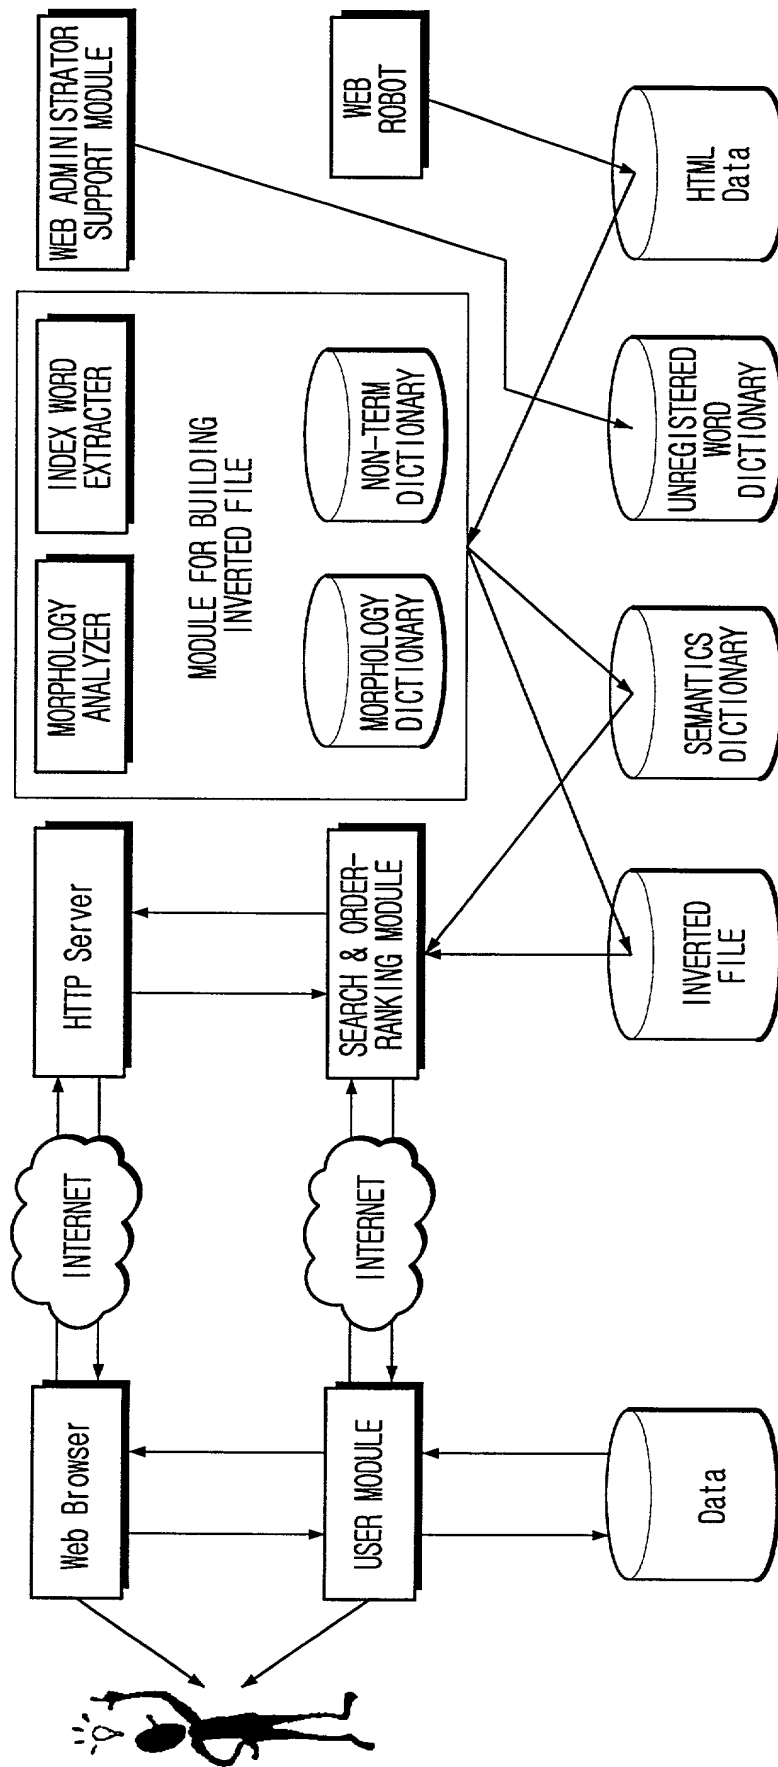 Web Browser
INTERNET
HTTP Server
MORPHOLOGY
ANALYZER
INDEX WORD
EXTRACTER
WEB ADMINISTRATOR
SUPPORT MODULE
MODULE FOR BUILDING
INVERTED FILE
USER MODULE
INTERNET
SEARCH & ORDER-
RANKING MODULE
MORPHOLOGY
DICTIONARY
NON-TERM
DICTIONARY
WEB
ROBOT
Data
INVERTED
FILE
SEMANTICS
DICTIONARY
UNREGISTERED
WORD
DICTIONARY
HTML
Data